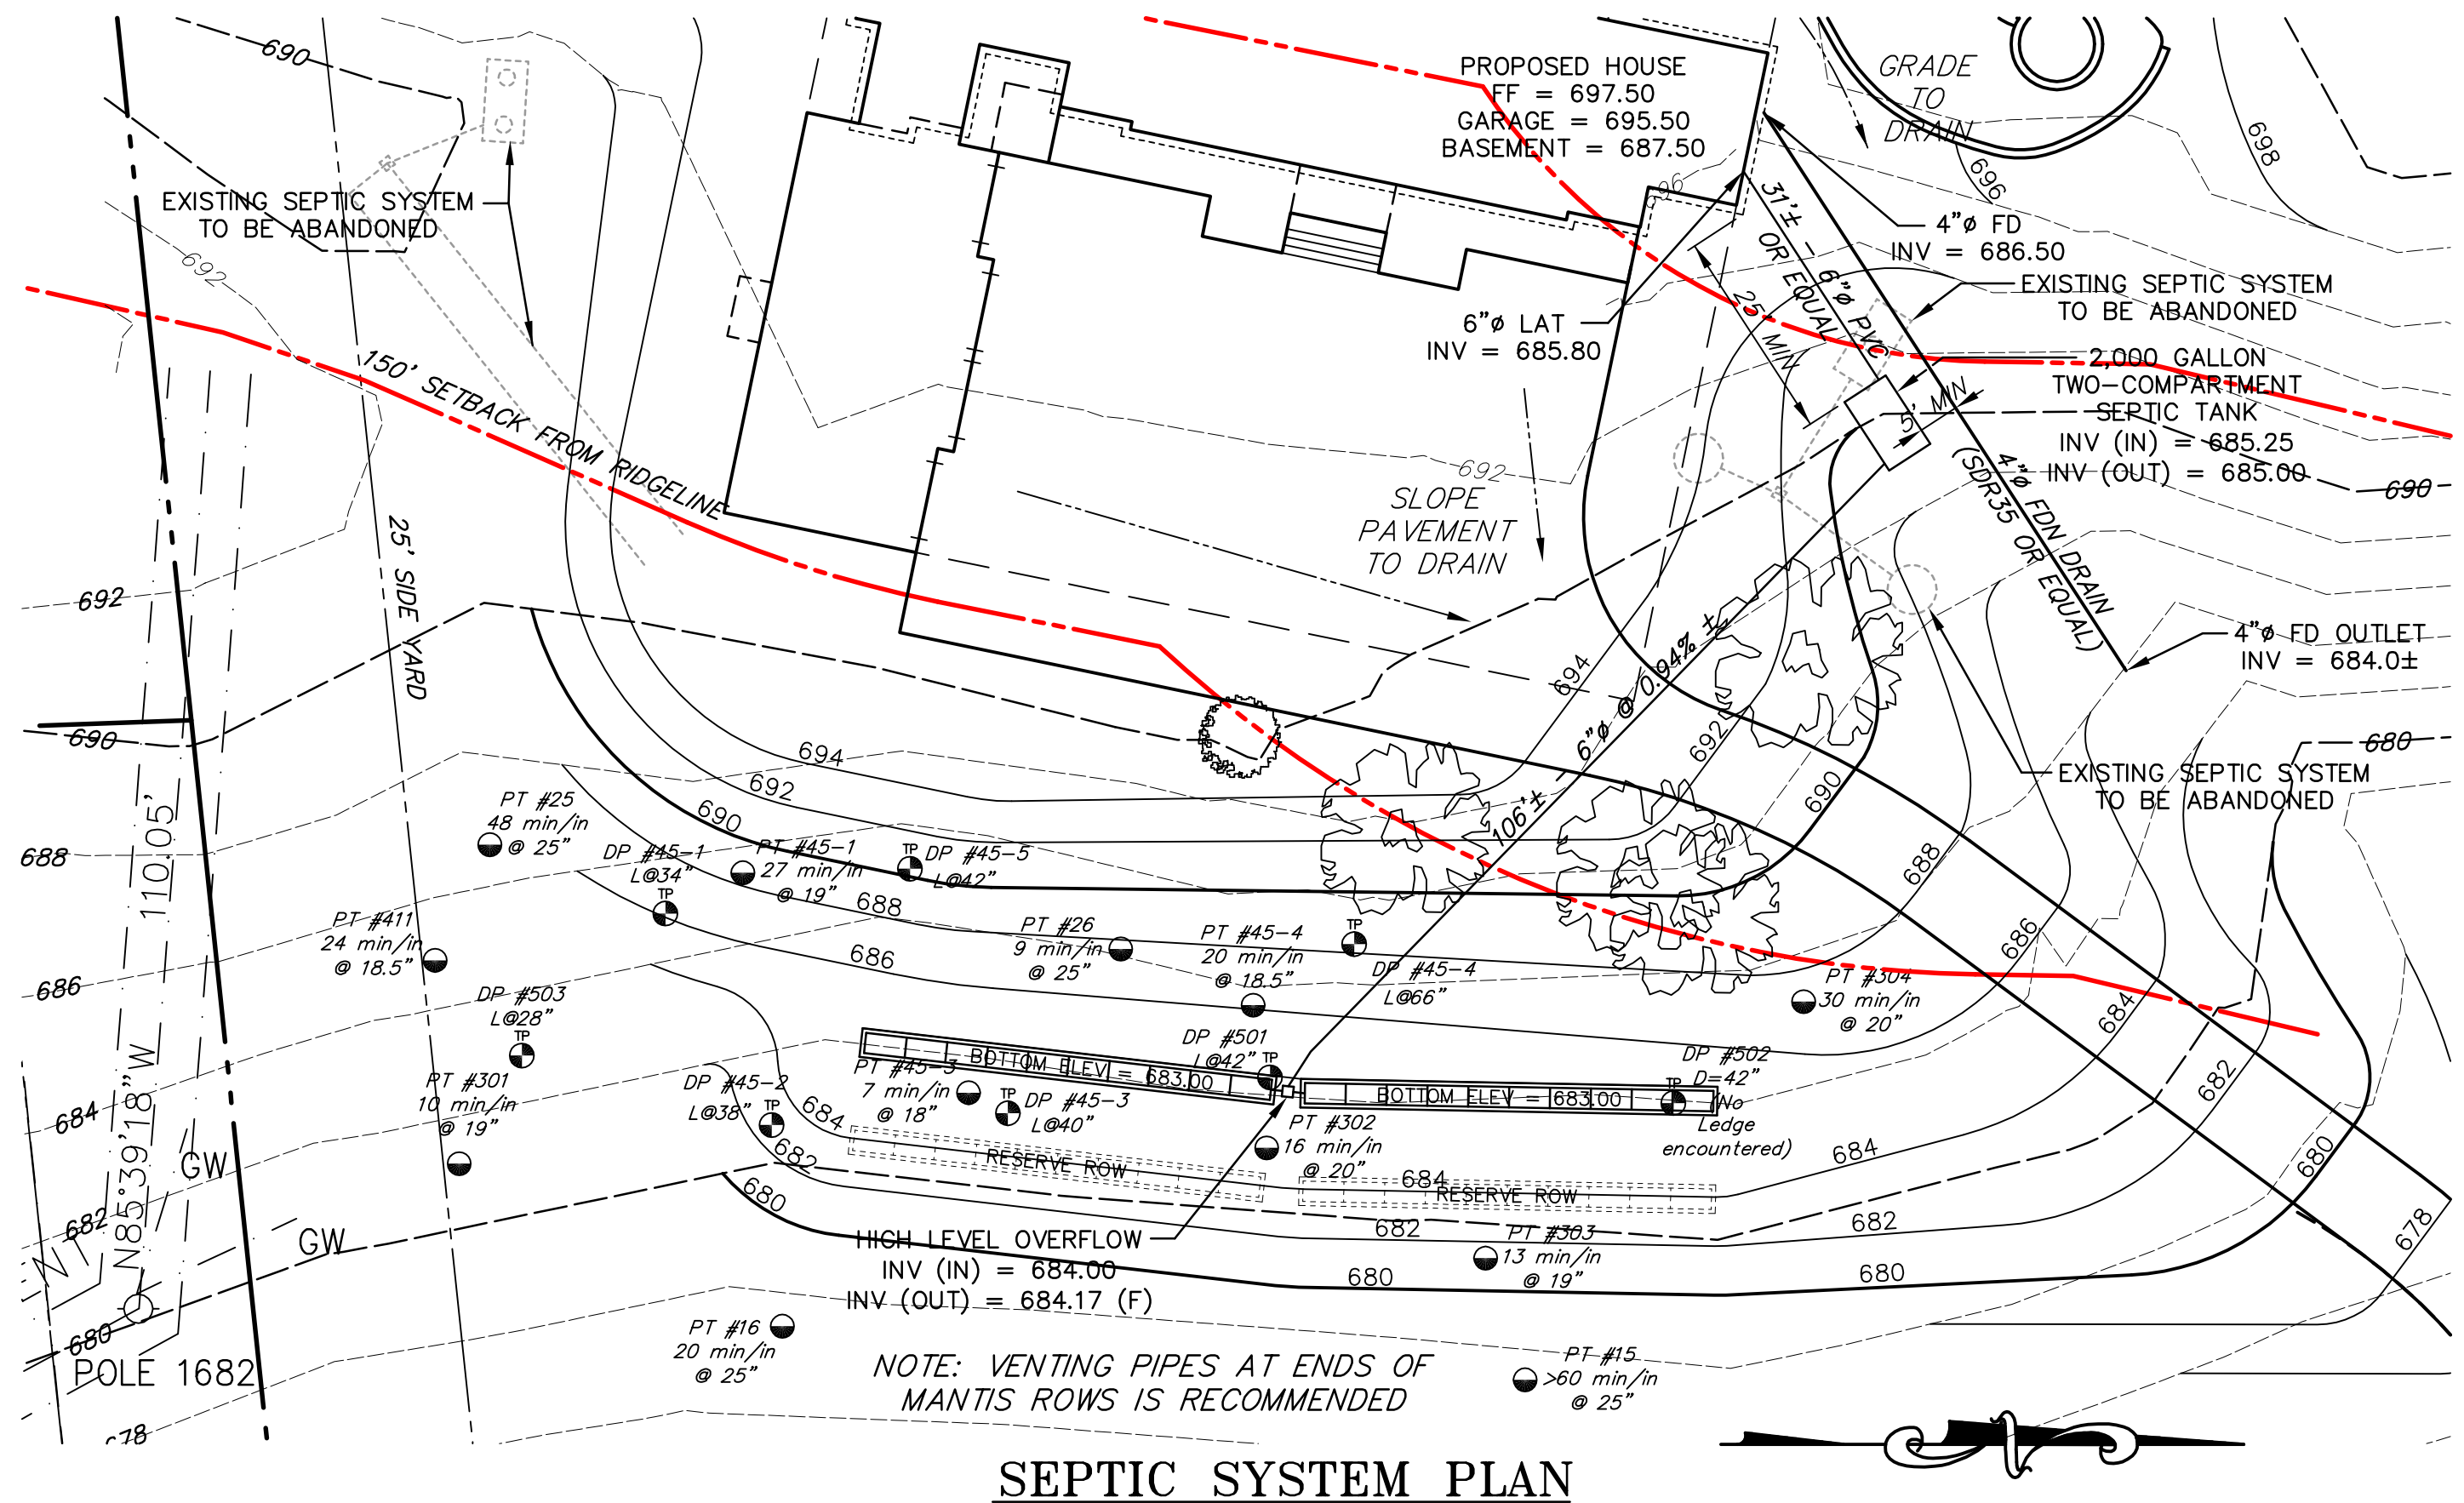 690
PROPOSED HOUSE
FF = 697.50
GARAGE = 695.50
BASEMENT = 687.50
GRADE
TO
DRAIN
698
696
696
EXISTING SEPTIC SYSTEM
TO BE ABANDONED
692
4"ø FD
INV = 686.50
31'± - 6"ø PVC
OR EQUAL
25' MIN
EXISTING SEPTIC SYSTEM
TO BE ABANDONED
6"ø LAT
INV = 685.80
2,000 GALLON
TWO-COMPARTMENT
SEPTIC TANK
INV (IN) = 685.25
INV (OUT) = 685.00
5' MIN
690
150' SETBACK FROM RIDGELINE
692
SLOPE
PAVEMENT
TO DRAIN
4"ø FDN DRAIN
(SDR35 OR EQUAL)
25' SIDE YARD
692
4"ø FD OUTLET
INV = 684.0±
694
690
692
680
694
692
690
690
EXISTING SEPTIC SYSTEM
TO BE ABANDONED
106'± - 6"ø @ 0.94% ±
PT #25
48 min/in
@ 25"
688
DP #45-1
L@34"
TP
PT #45-1
27 min/in
@ 19"
TP
DP #45-5
L@42"
688
688
PT #411
24 min/in
@ 18.5"
PT #26
9 min/in
@ 25"
PT #45-4
20 min/in
@ 18.5"
TP
DP #45-4
L@66"
686
686
686
PT #304
30 min/in
@ 20"
684
DP #503
L@28"
TP
110.05'
N85°39'18"W
DP #501
L@42"
TP
DP #502
D=42"
TP
(No
Ledge
encountered)
BOTTOM ELEV = 683.00
BOTTOM ELEV = 683.00
PT #45-3
7 min/in
@ 18"
TP
DP #45-3
L@40"
PT #301
10 min/in
@ 19"
DP #45-2
L@38"
TP
684
684
682
PT #302
16 min/in
@ 20"
684
684
682
680
GW
682
RESERVE ROW
RESERVE ROW
680
682
682
678
GW
HIGH LEVEL OVERFLOW
INV (IN) = 684.00
INV (OUT) = 684.17 (F)
PT #303
13 min/in
@ 19"
680
680
680
POLE 1682
678
PT #16
20 min/in
@ 25"
NOTE: VENTING PIPES AT ENDS OF
MANTIS ROWS IS RECOMMENDED
PT #15
>60 min/in
@ 25"
SEPTIC SYSTEM PLAN